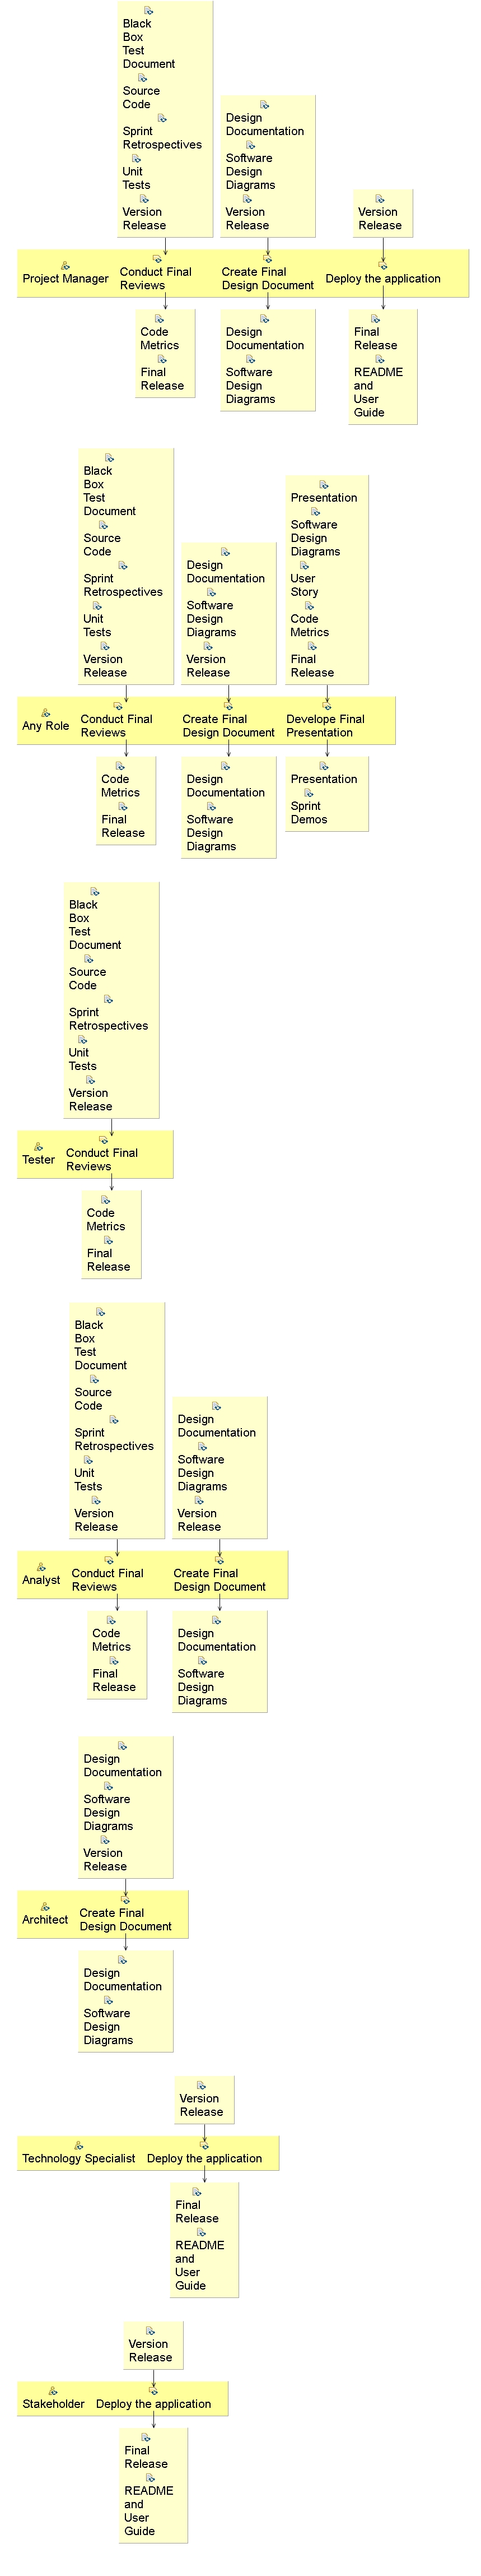 Black
Box
Test
Document
Source
Code
Sprint
Retrospectives
Unit
Tests
Version
Release
Design
Documentation
Software
Design
Diagrams
Version
Release
Version
Release
Project Manager
Conduct Final
Reviews
Create Final
Design Document
Deploy the application
Code
Metrics
Final
Release
Design
Documentation
Software
Design
Diagrams
Final
Release
README
and
User
Guide
Black
Box
Test
Document
Source
Code
Sprint
Retrospectives
Unit
Tests
Version
Release
Design
Documentation
Software
Design
Diagrams
Version
Release
Presentation
Software
Design
Diagrams
User
Story
Code
Metrics
Final
Release
Any Role
Conduct Final
Reviews
Create Final
Design Document
Develope Final
Presentation
Code
Metrics
Final
Release
Design
Documentation
Software
Design
Diagrams
Presentation
Sprint
Demos
Black
Box
Test
Document
Source
Code
Sprint
Retrospectives
Unit
Tests
Version
Release
Tester
Conduct Final
Reviews
Code
Metrics
Final
Release
Black
Box
Test
Document
Source
Code
Sprint
Retrospectives
Unit
Tests
Version
Release
Design
Documentation
Software
Design
Diagrams
Version
Release
Analyst
Conduct Final
Reviews
Create Final
Design Document
Code
Metrics
Final
Release
Design
Documentation
Software
Design
Diagrams
Design
Documentation
Software
Design
Diagrams
Version
Release
Architect
Create Final
Design Document
Design
Documentation
Software
Design
Diagrams
Version
Release
Technology Specialist
Deploy the application
Final
Release
README
and
User
Guide
Version
Release
Stakeholder
Deploy the application
Final
Release
README
and
User
Guide